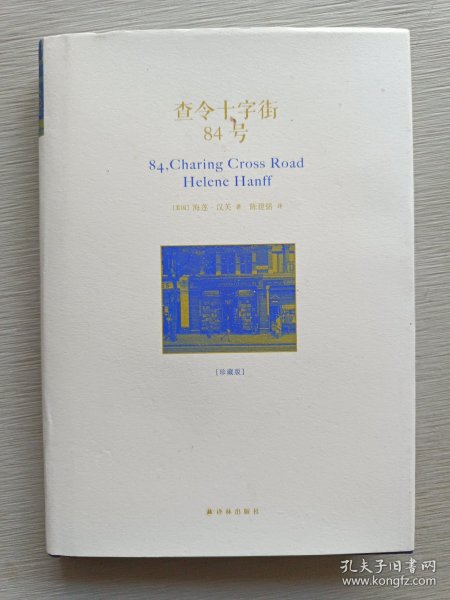 查令十字街
84号
84,Charing Cross Road
Helene Hanff
[美国] 海莲·汉芙 著 陈建铭 译
[珍藏版]
译林出版社
孔夫子旧书网
www.kongfz.com